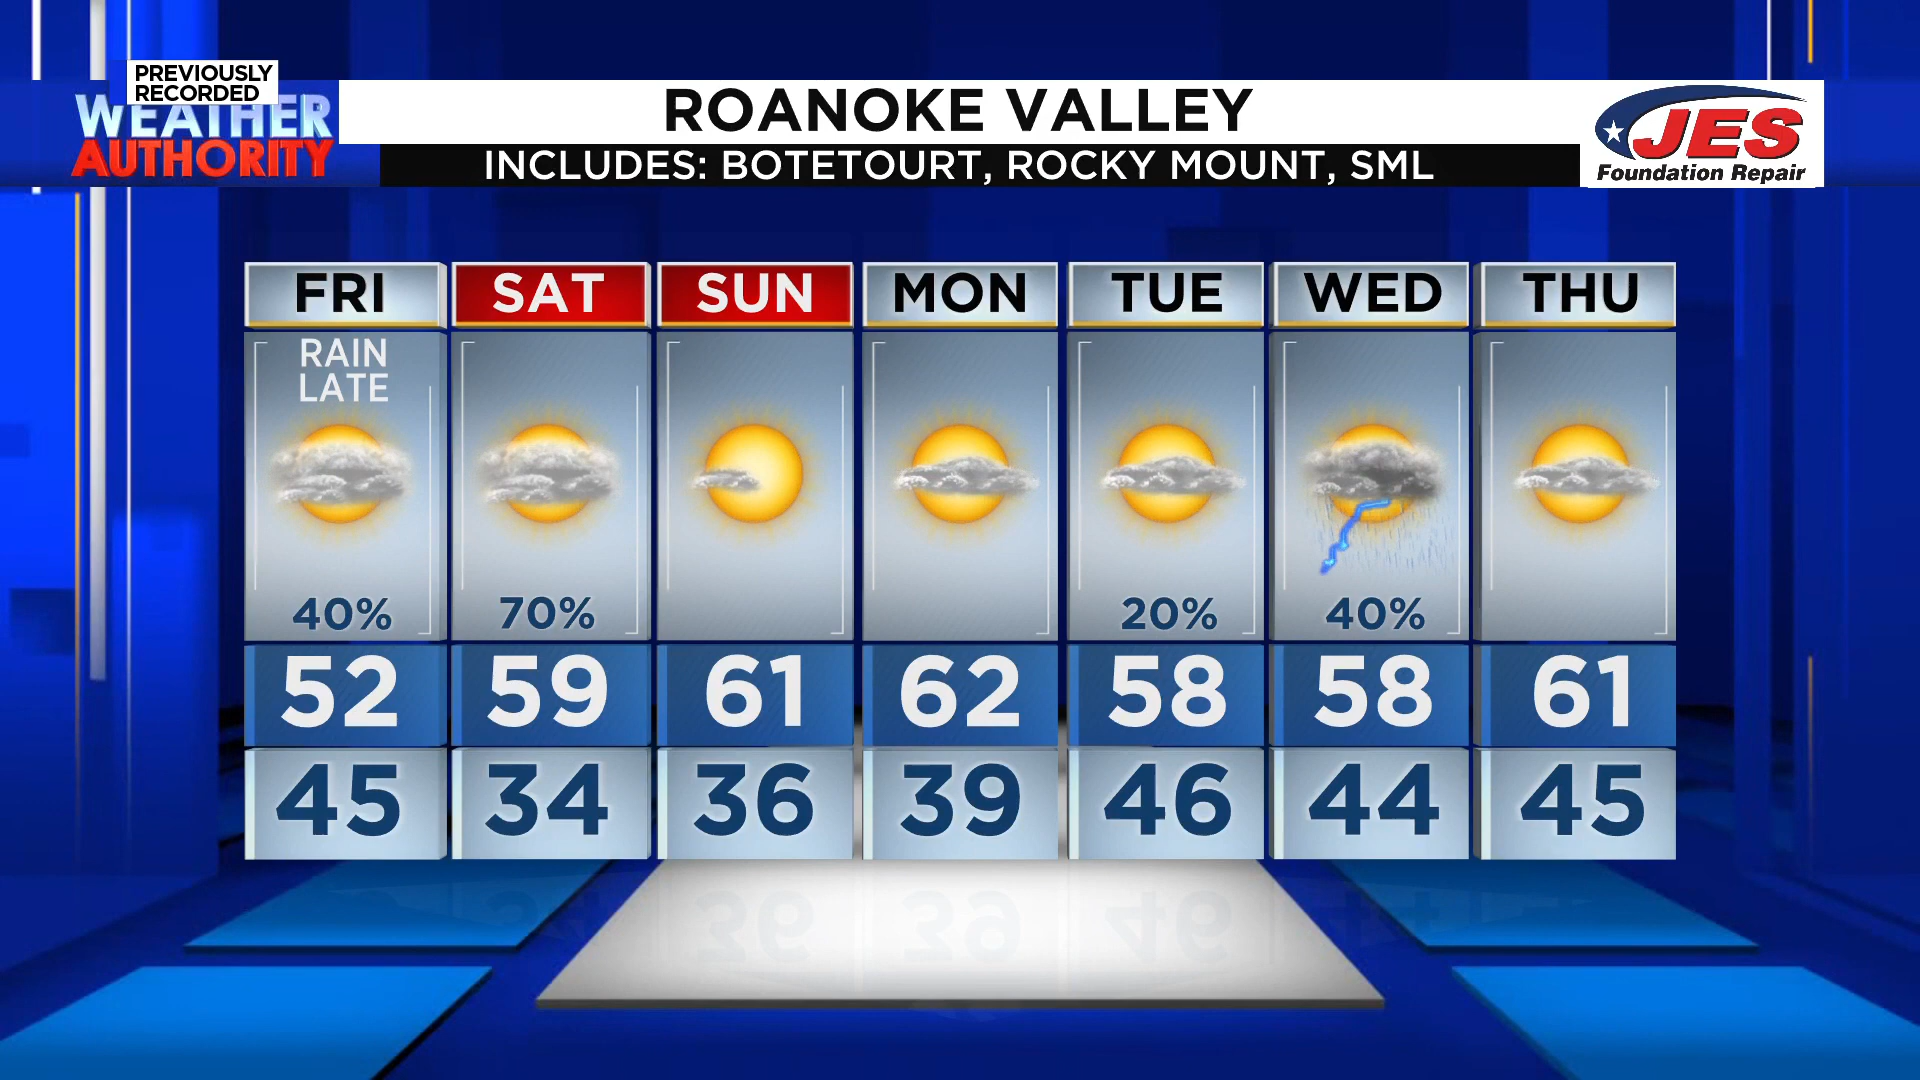 PREVIOUSLY
RECORDED
WEATHER
AUTHORITY
ROANOKE VALLEY
INCLUDES: BOTETOURT, ROCKY MOUNT, SML
JES
Foundation Repair
FRI SAT SUN MON TUE WED THU
RAIN
LATE
40% 70% 20% 40%
52 59 61 62 58 58 61
45 34 36 39 46 44 45